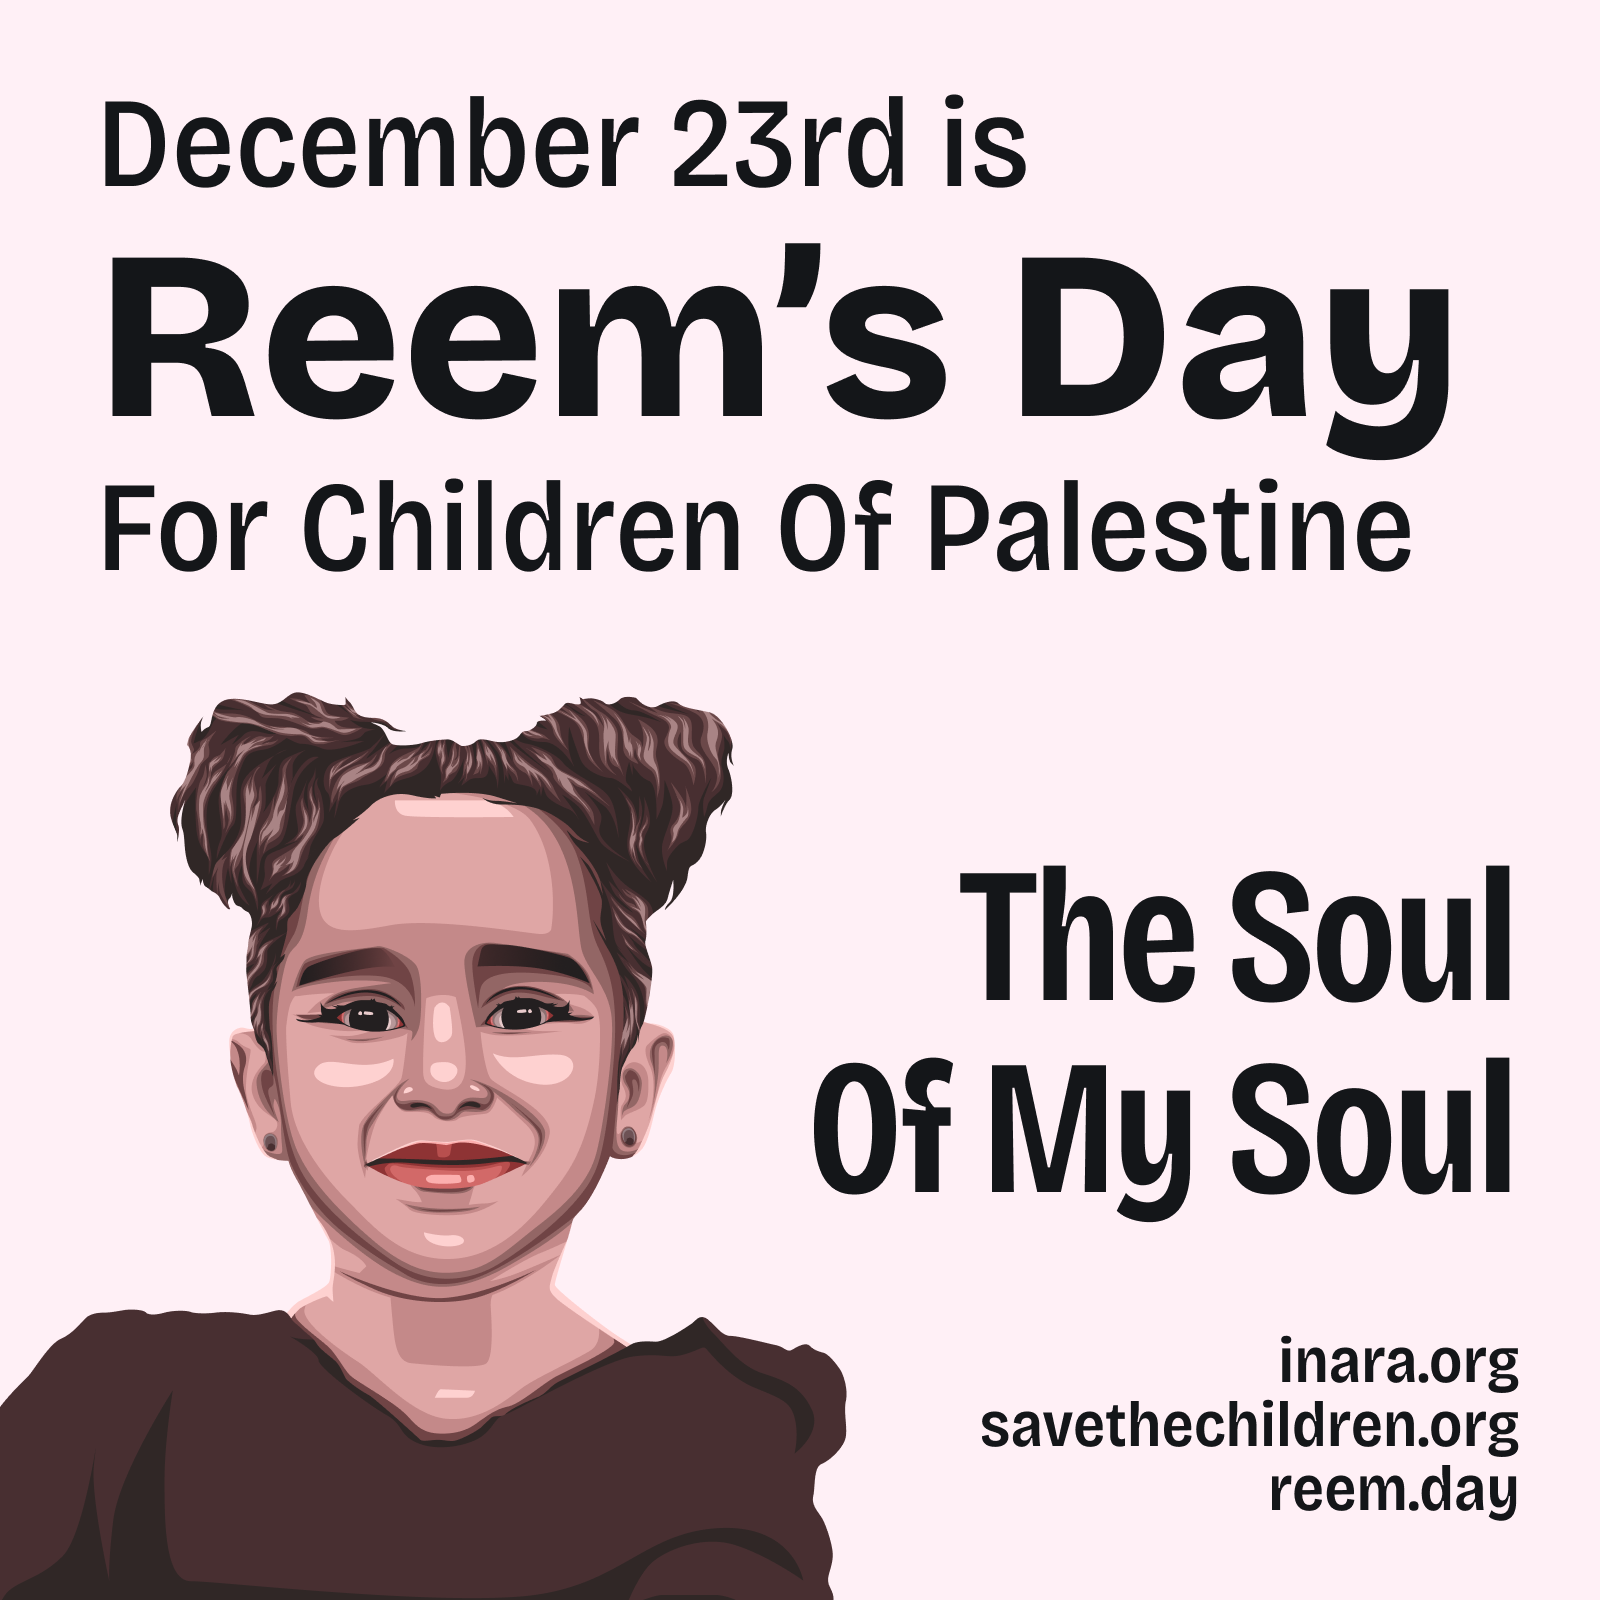 December 23rd is
Reem’s Day
For Children Of Palestine
The Soul
Of My Soul
inara.org
savethechildren.org
reem.day